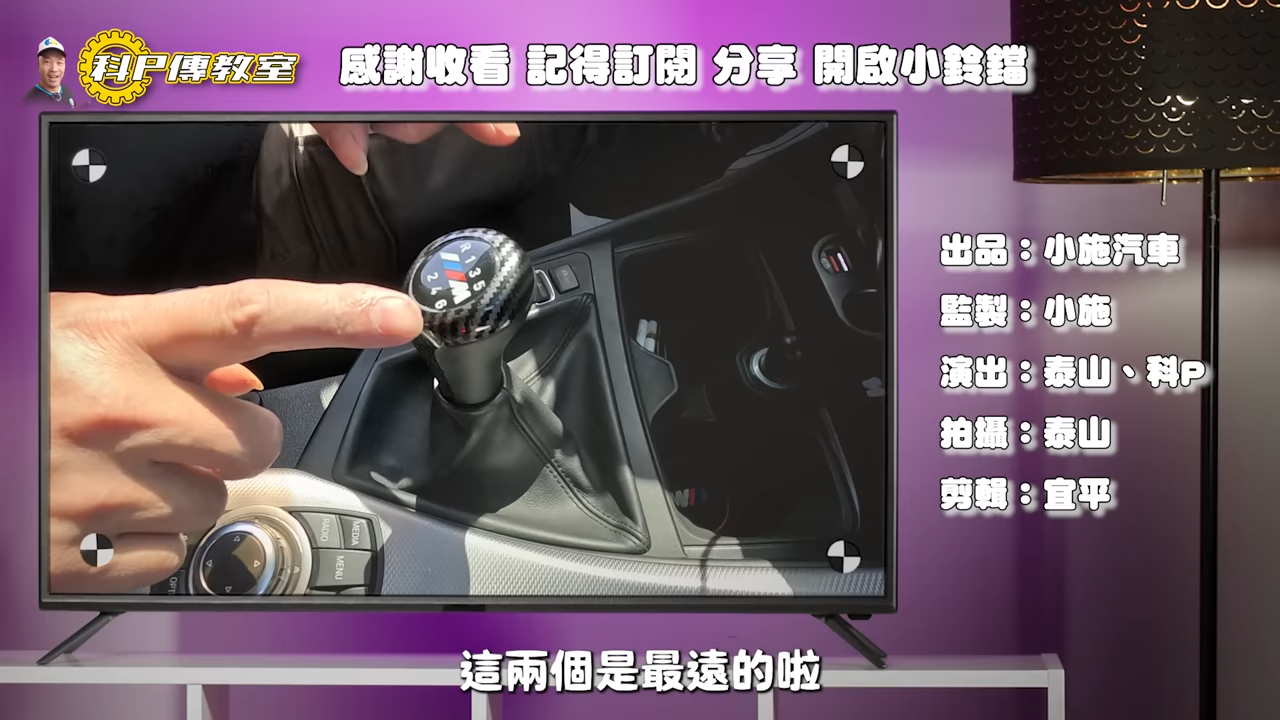 科P傳教室
感謝收看 記得訂閱 分享 開啟小鈴鐺
R 1 3 5
2 4 6
M
出品：小施汽車
監製：小施
演出：泰山、科P
拍攝：泰山
剪輯：宜平
RADIO
MEDIA
MENU
OPT
這兩個是最遠的啦